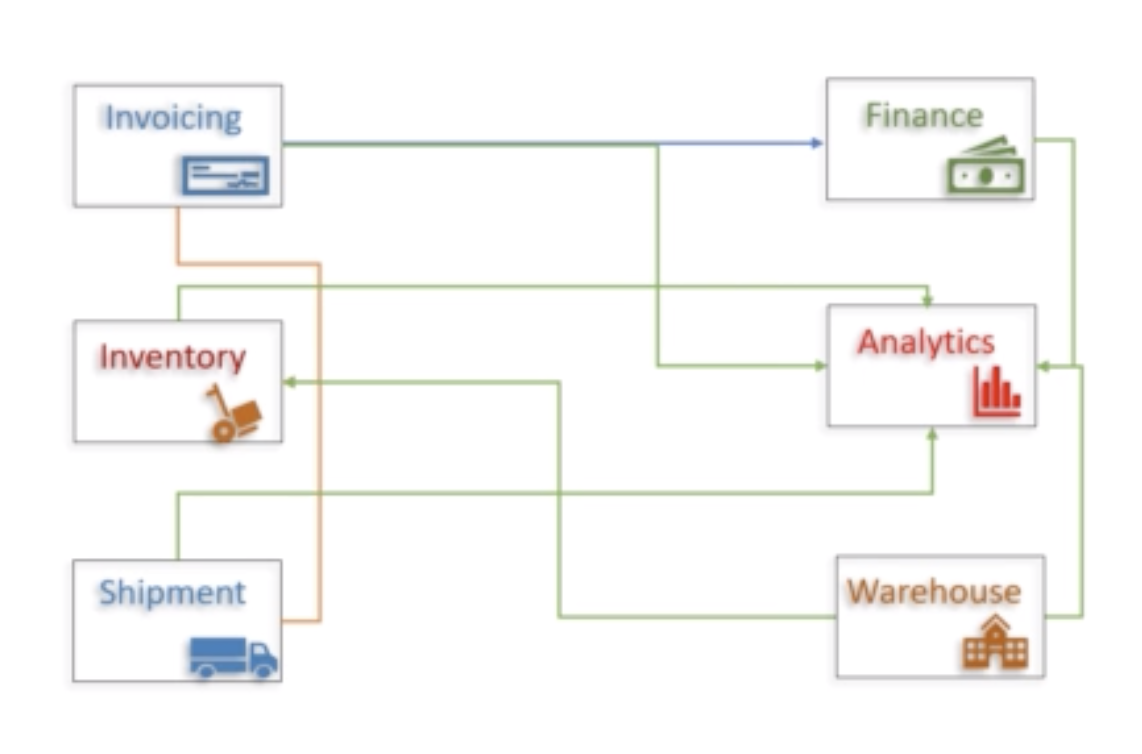 Invoicing
Finance
Inventory
Analytics
Shipment
Warehouse